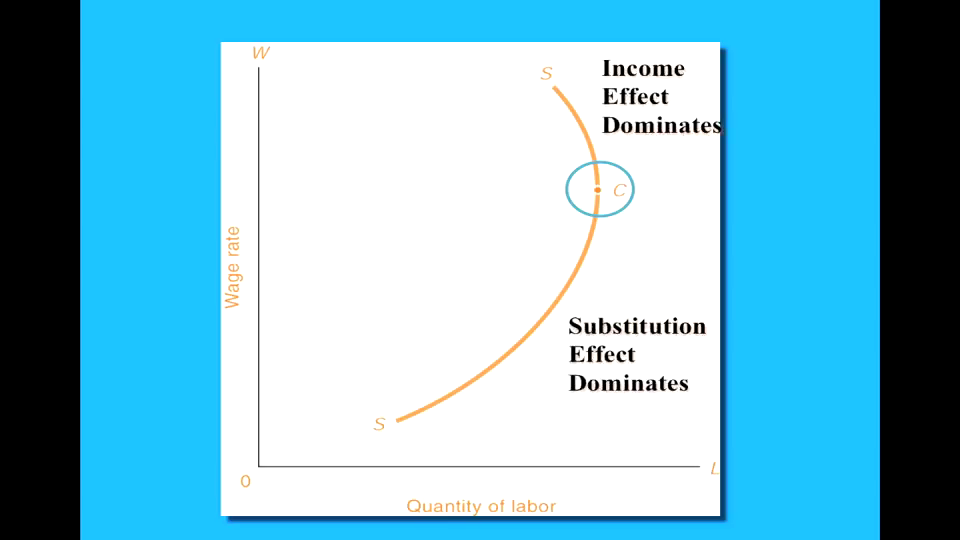 W
S
Income
Effect
Dominates
C
Wage rate
Substitution
Effect
Dominates
S
0
L
Quantity of labor